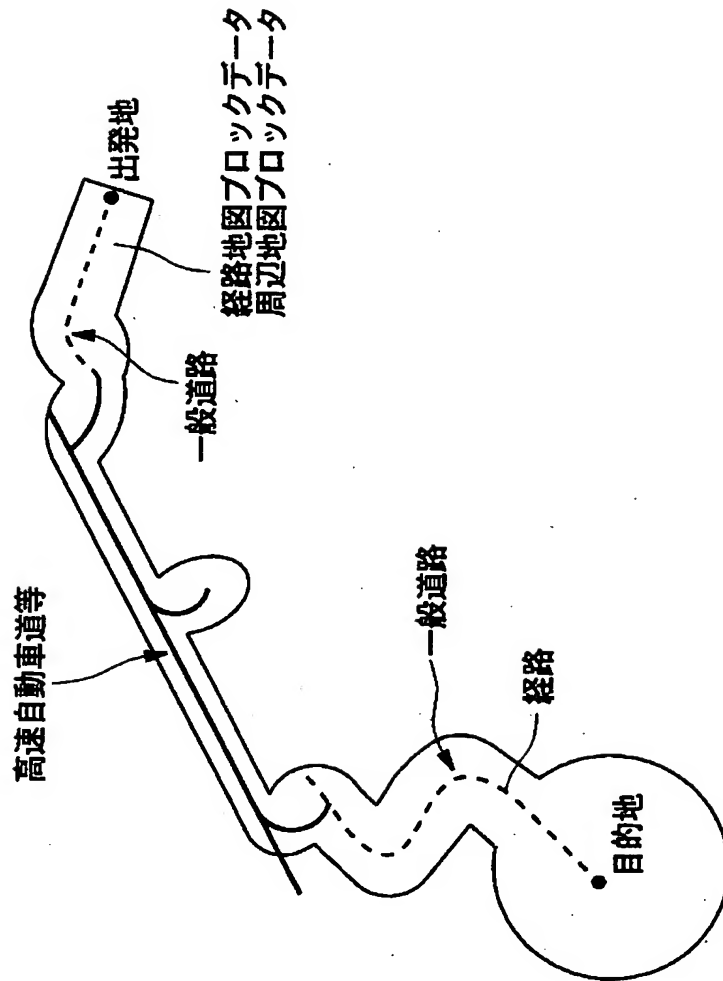 出発地
経路地図ブロックデータ
周辺地図ブロックデータ
一般道路
高速自動車道等
一般道路
経路
目的地